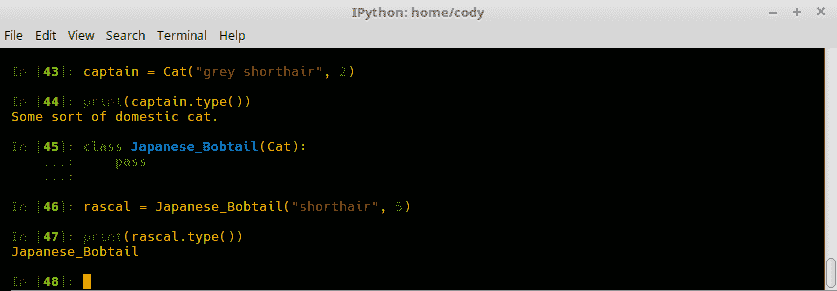 IPython: home/cody
File Edit View Search Terminal Help
In [43]: captain = Cat("grey shorthair", 2)
In [44]: print(captain.type())
Some sort of domestic cat.
In [45]: class Japanese_Bobtail(Cat):
...: pass
...:
In [46]: rascal = Japanese_Bobtail("shorthair", 5)
In [47]: print(rascal.type())
Japanese_Bobtail
In [48]: